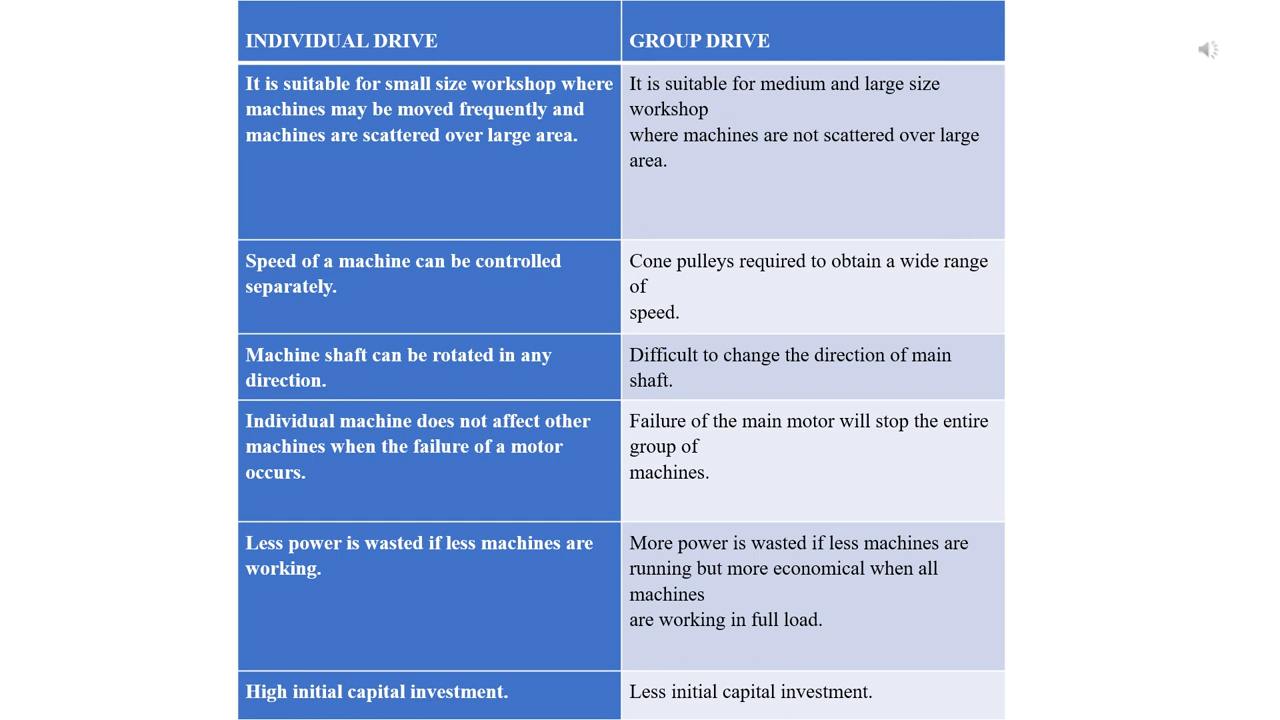 INDIVIDUAL DRIVE
GROUP DRIVE
It is suitable for small size workshop where
machines may be moved frequently and
machines are scattered over large area.
It is suitable for medium and large size
workshop
where machines are not scattered over large
area.
Speed of a machine can be controlled
separately.
Cone pulleys required to obtain a wide range
of
speed.
Machine shaft can be rotated in any
direction.
Difficult to change the direction of main
shaft.
Individual machine does not affect other
machines when the failure of a motor
occurs.
Failure of the main motor will stop the entire
group of
machines.
Less power is wasted if less machines are
working.
More power is wasted if less machines are
running but more economical when all
machines
are working in full load.
High initial capital investment.
Less initial capital investment.